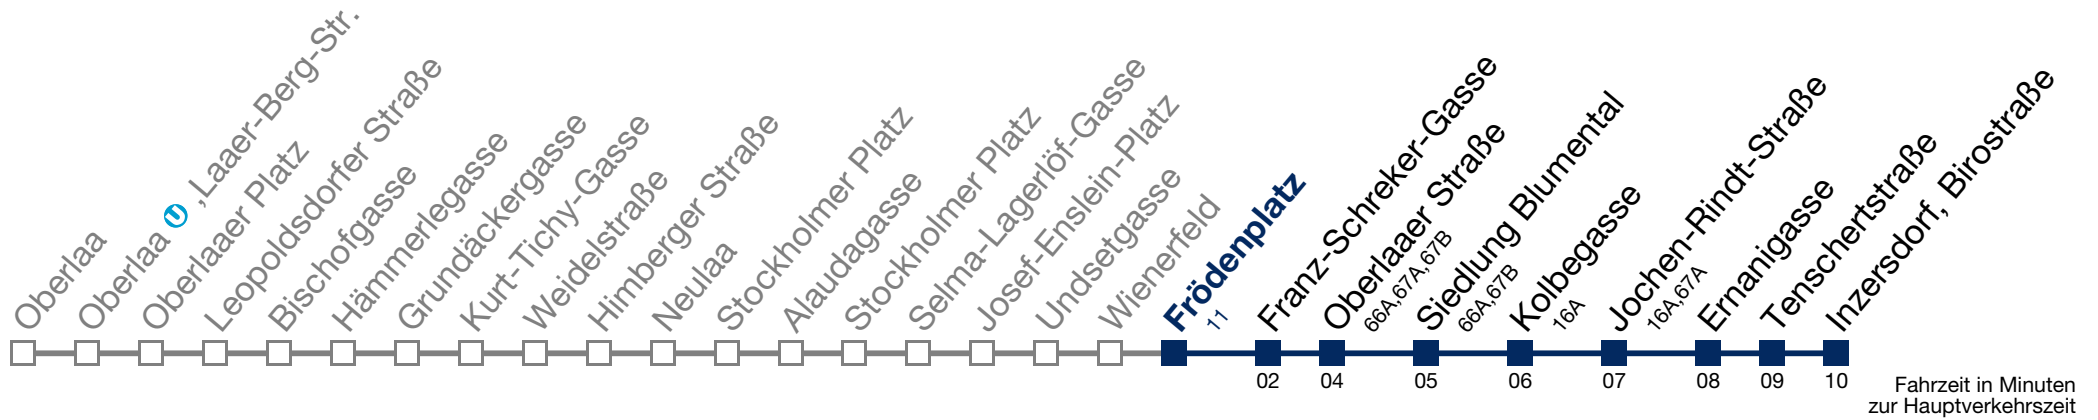 Oberlaa
Oberlaa U ,Laaer-Berg-Str.
Oberlaaer Platz
Leopoldsdorfer Straße
Bischofgasse
Hämmerlegasse
Grundäckergasse
Kurt-Tichy-Gasse
Weidelstraße
Himberger Straße
Neulaa
Stockholmer Platz
Alaudagasse
Stockholmer Platz
Selma-Lagerlöf-Gasse
Josef-Enslein-Platz
Undsetgasse
Wienerfeld
Frödenplatz
11
Franz-Schreker-Gasse
Oberlaaer Straße
66A,67A,67B
Siedlung Blumental
66A,67B
Kolbegasse
16A
Jochen-Rindt-Straße
16A,67A
Ernanigasse
Tenschertstraße
Inzersdorf, Birostraße
02 04 05 06 07 08 09 10
Fahrzeit in Minuten
zur Hauptverkehrszeit